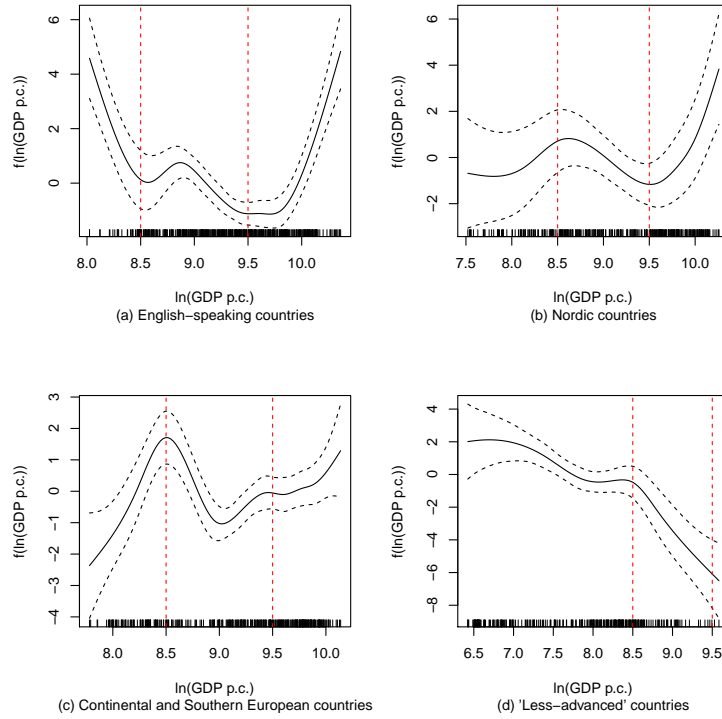 6
4
2
0
f(ln(GDP p.c.))
8.0 8.5 9.0 9.5 10.0
ln(GDP p.c.)
(a) English−speaking countries
6
4
2
0
−2
f(ln(GDP p.c.))
7.5 8.0 8.5 9.0 9.5 10.0
ln(GDP p.c.)
(b) Nordic countries
3
2
1
0
−1
−2
−3
−4
f(ln(GDP p.c.))
8.0 8.5 9.0 9.5 10.0
ln(GDP p.c.)
(c) Continental and Southern European countries
4
2
0
−2
−4
−6
−8
f(ln(GDP p.c.))
6.5 7.0 7.5 8.0 8.5 9.0 9.5
ln(GDP p.c.)
(d) 'Less−advanced' countries